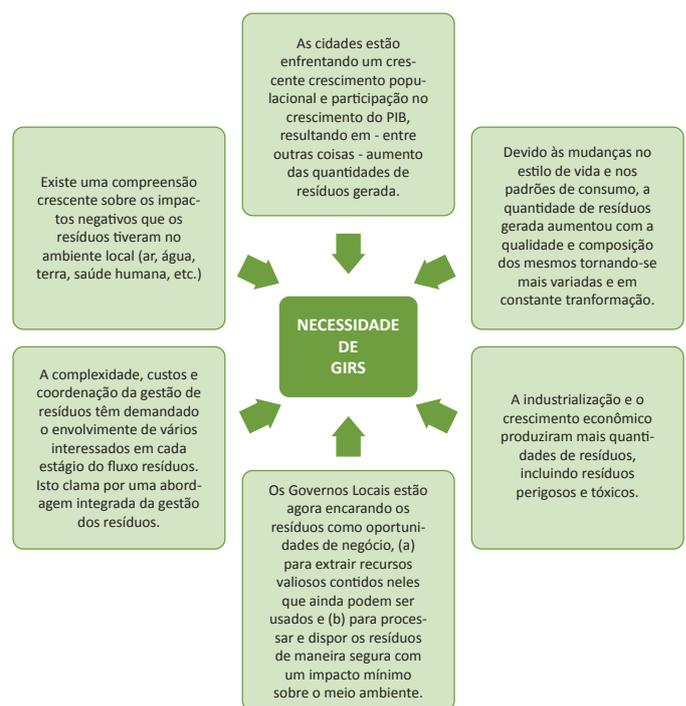 As cidades estão
enfrentando um cres-
cente crescimento popu-
lacional e participação no
crescimento do PIB,
resultando em - entre
outras coisas - aumento
das quantidades de
resíduos gerada.
Existe uma compreensão
crescente sobre os impac-
tos negativos que os
resíduos tiveram no
ambiente local (ar, água,
terra, saúde humana, etc.)
Devido às mudanças no
estilo de vida e nos
padrões de consumo, a
quantidade de resíduos
gerada aumentou com a
qualidade e composição
dos mesmos tornando-se
mais variadas e em
constante tranformação.
NECESSIDADE
DE
GIRS
A complexidade, custos e
coordenação da gestão de
resíduos têm demandado
o envolvimento de vários
interessados em cada
estágio do fluxo resíduos.
Isto clama por uma abord-
agem integrada da gestão
dos resíduos.
A industrialização e o
crescimento econômico
produziram mais quanti-
dades de resíduos,
incluindo resíduos
perigosos e tóxicos.
Os Governos Locais estão
agora encarando os
resíduos como oportuni-
dades de negócio, (a)
para extrair recursos
valiosos contidos neles
que ainda podem ser
usados e (b) para proces-
sar e dispor os resíduos
de maneira segura com
um impacto mínimo
sobre o meio ambiente.